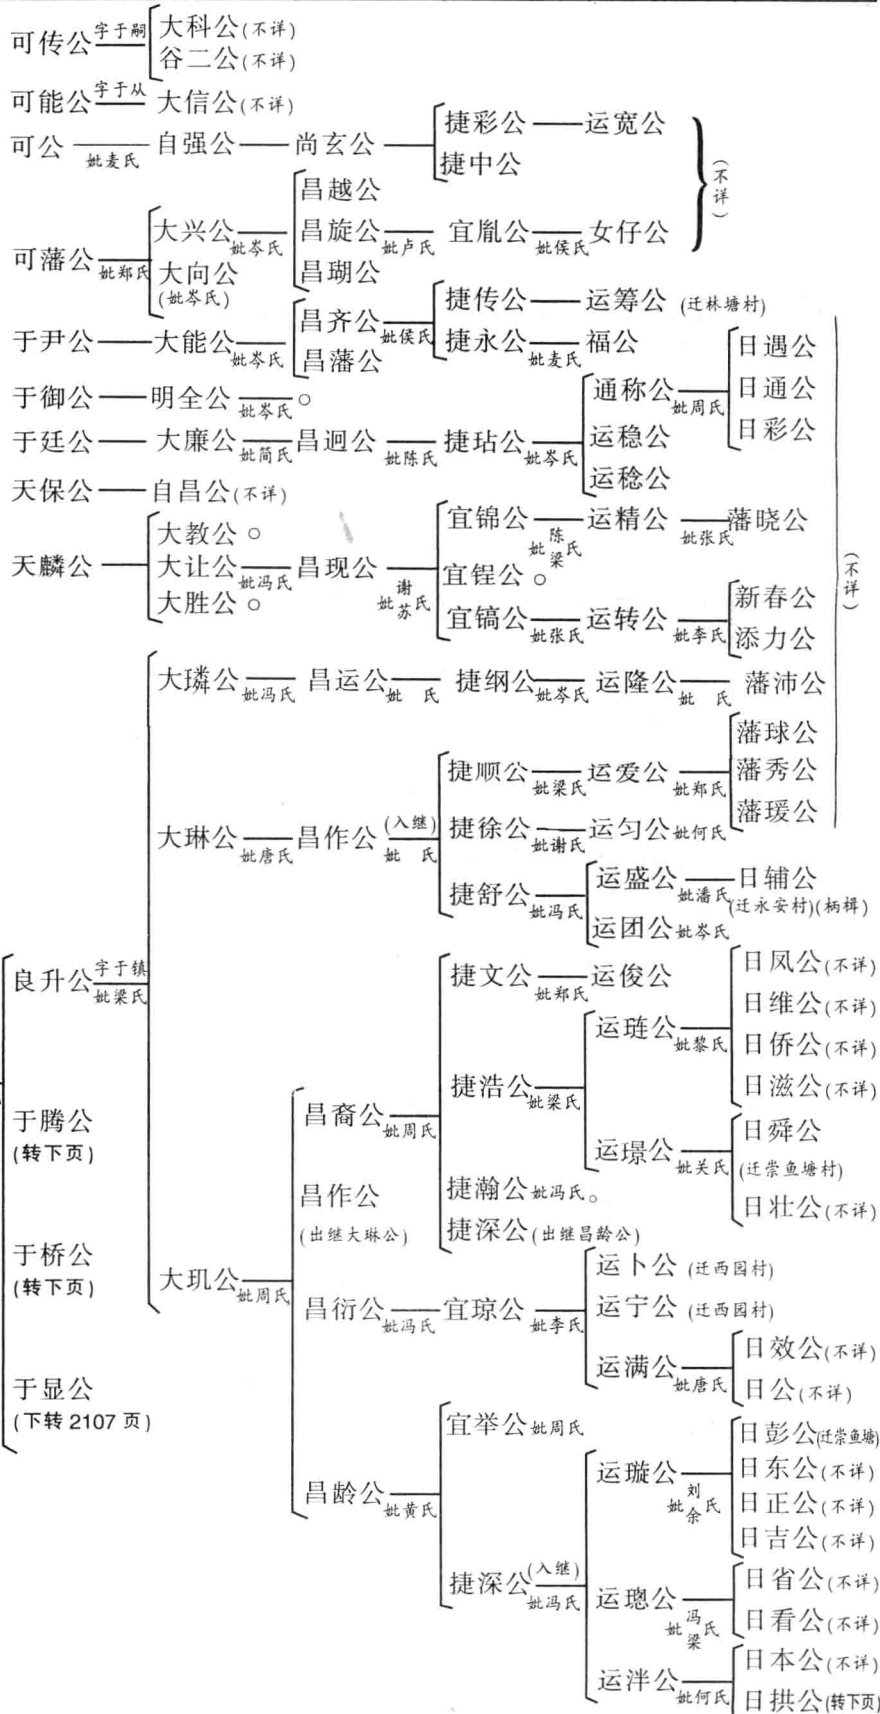 可传公 字于嗣 大科公(不详)
谷二公(不详)
可能公 字于从 大信公(不详)
可公 妣麦氏 自强公 尚玄公 捷彩公 运宽公
捷中公
(不详)
昌越公
可藩公 妣郑氏 大兴公 妣岑氏 昌旋公 妣卢氏 宜胤公 妣侯氏 女仔公
大向公 (妣岑氏) 昌瑚公
捷传公 运筹公 (迁林塘村)
于尹公 大能公 妣岑氏 昌齐公 妣侯氏 捷永公 妣麦氏 福公
昌藩公
日遇公
于御公 明全公 妣岑氏 通称公 妣周氏 日通公
于廷公 大廉公 妣简氏 昌迥公 妣陈氏 捷玷公 妣岑氏 运稳公 日彩公
运稔公
天保公 自昌公(不详)
大教公 宜锦公 妣陈梁氏 运精公 妣张氏 藩晓公
天麟公 大让公 妣冯氏 昌现公 妣谢苏氏 宜锃公
(不详)
大胜公 宜镐公 妣张氏 运转公 妣李氏 新春公
添力公
大璘公 妣冯氏 昌运公 妣 氏 捷纲公 妣岑氏 运隆公 妣 氏 藩沛公
藩球公
捷顺公 妣梁氏 运爱公 妣郑氏 藩秀公
藩瑗公
大琳公 妣唐氏 昌作公 (入继) 妣 氏 捷徐公 妣谢氏 运匀公 妣何氏
捷舒公 妣冯氏 运盛公 妣潘氏 日辅公
(迁永安村)(柄楫)
运团公 妣岑氏
良升公 字于镇 妣梁氏 捷文公 妣郑氏 运俊公 日凤公(不详)
日维公(不详)
运琏公 妣黎氏 日侨公(不详)
捷浩公 妣梁氏 日滋公(不详)
于腾公 昌裔公 妣周氏 日舜公
(转下页) 运璟公 妣关氏 (迁崇鱼塘村)
昌作公 捷瀚公 妣冯氏 日壮公(不详)
(出继大琳公) 捷深公(出继昌龄公)
于桥公
(转下页) 大玑公 妣周氏 运卜公 (迁西园村)
昌衍公 妣冯氏 宜琼公 妣李氏 运宁公 (迁西园村)
运满公 妣唐氏 日效公(不详)
于显公 日公(不详)
(下转 2107 页)
宜举公 妣周氏 日彭公(迁崇鱼塘)
运璇公 妣刘余氏 日东公(不详)
昌龄公 妣黄氏 日正公(不详)
日吉公(不详)
捷深公 (入继) 妣冯氏 日省公(不详)
运璁公 妣冯梁氏 日看公(不详)
日本公(不详)
运泮公 妣何氏 日拱公(转下页)